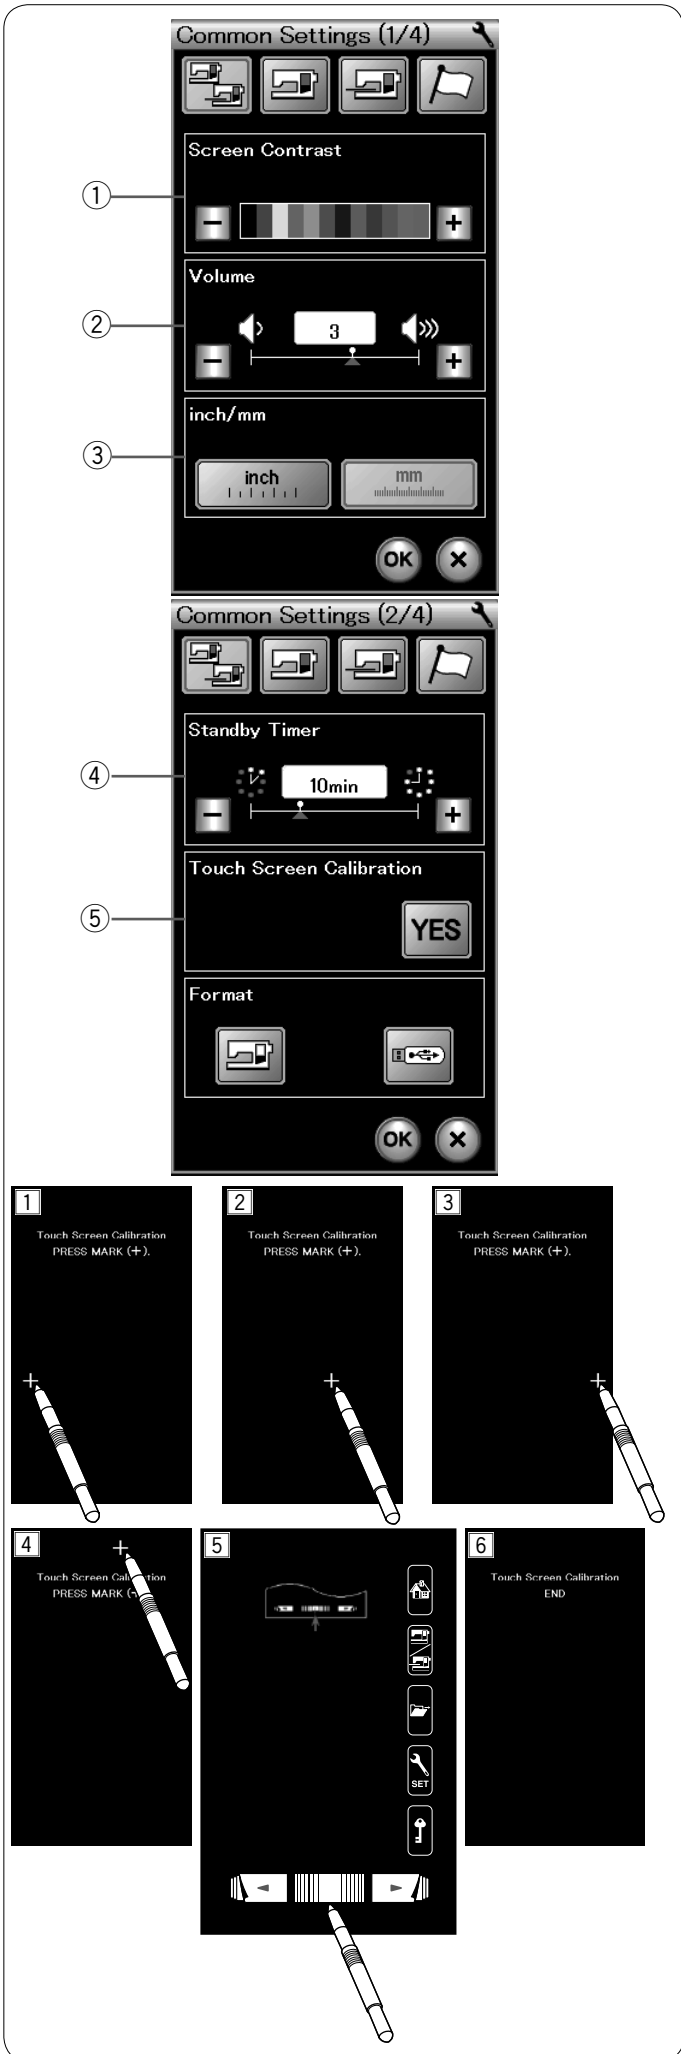 Common Settings (1/4)
Screen Contrast
①
−
+
Volume
②
3
−
+
inch/mm
③
inch
mm
OK
×
Common Settings (2/4)
Standby Timer
④
10min
−
+
Touch Screen Calibration
⑤
YES
Format
OK
×
1
Touch Screen Calibration
PRESS MARK (+).
2
Touch Screen Calibration
PRESS MARK (+).
3
Touch Screen Calibration
PRESS MARK (+).
4
Touch Screen
PRESS MARK
5
SET
6
Touch Screen Calibration
END